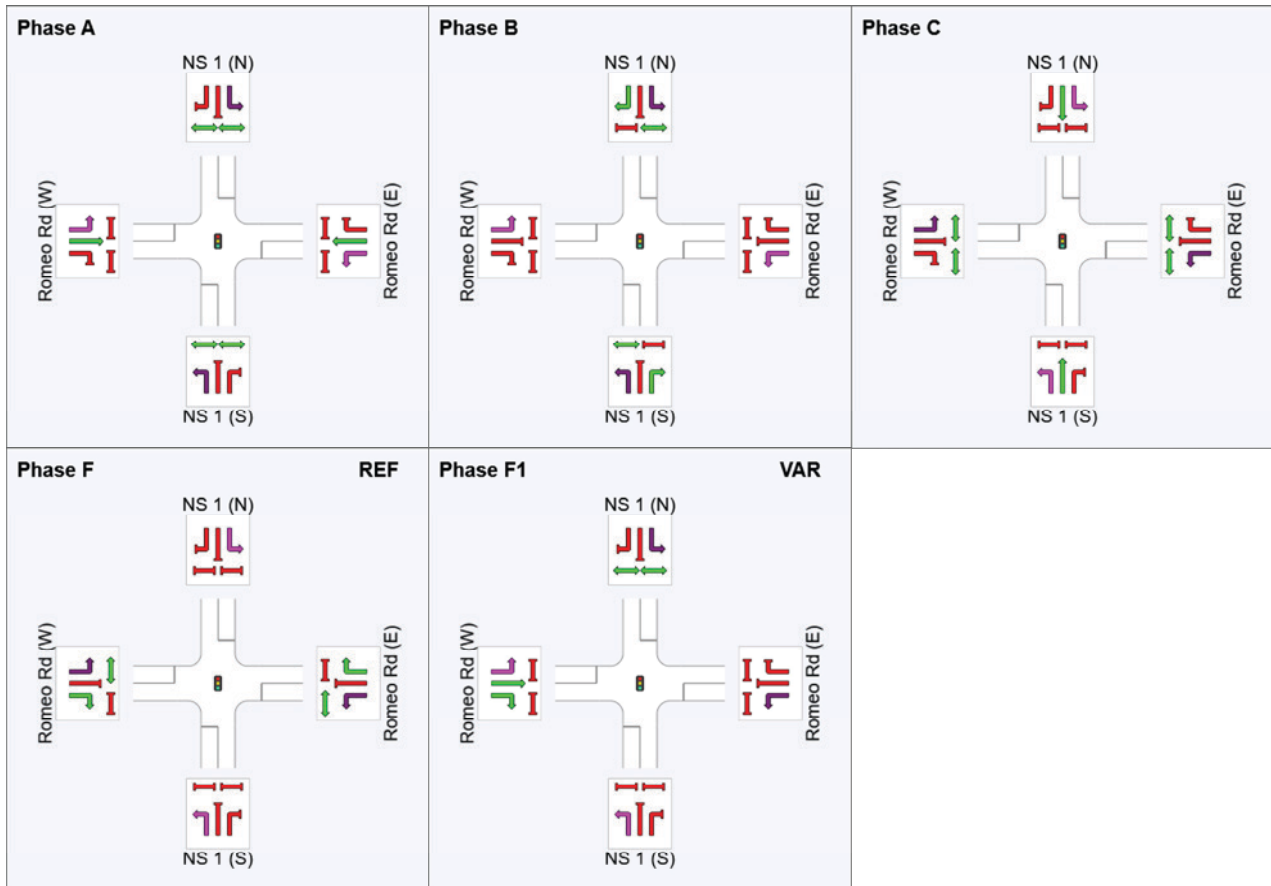 Phase A
NS 1 (N)
Romeo Rd (W)
Romeo Rd (E)
NS 1 (S)
Phase B
NS 1 (N)
Romeo Rd (W)
Romeo Rd (E)
NS 1 (S)
Phase C
NS 1 (N)
Romeo Rd (W)
Romeo Rd (E)
NS 1 (S)
Phase F REF
NS 1 (N)
Romeo Rd (W)
Romeo Rd (E)
NS 1 (S)
Phase F1 VAR
NS 1 (N)
Romeo Rd (W)
Romeo Rd (E)
NS 1 (S)